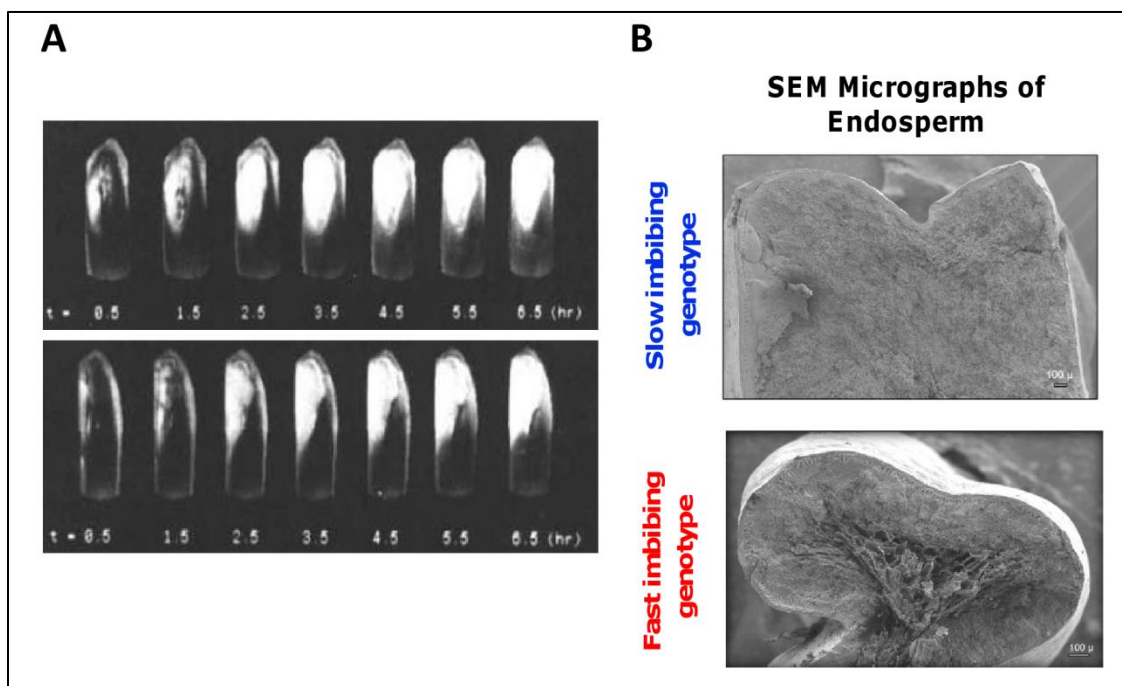 A
t = 0.5 1.5 2.5 3.5 4.5 5.5 6.5 (hr)
t = 0.5 1.5 2.5 3.5 4.5 5.5 6.5 (hr)
B
SEM Micrographs of
Endosperm
Slow imbibing
genotype
100 μ
Fast imbibing
genotype
100 μ